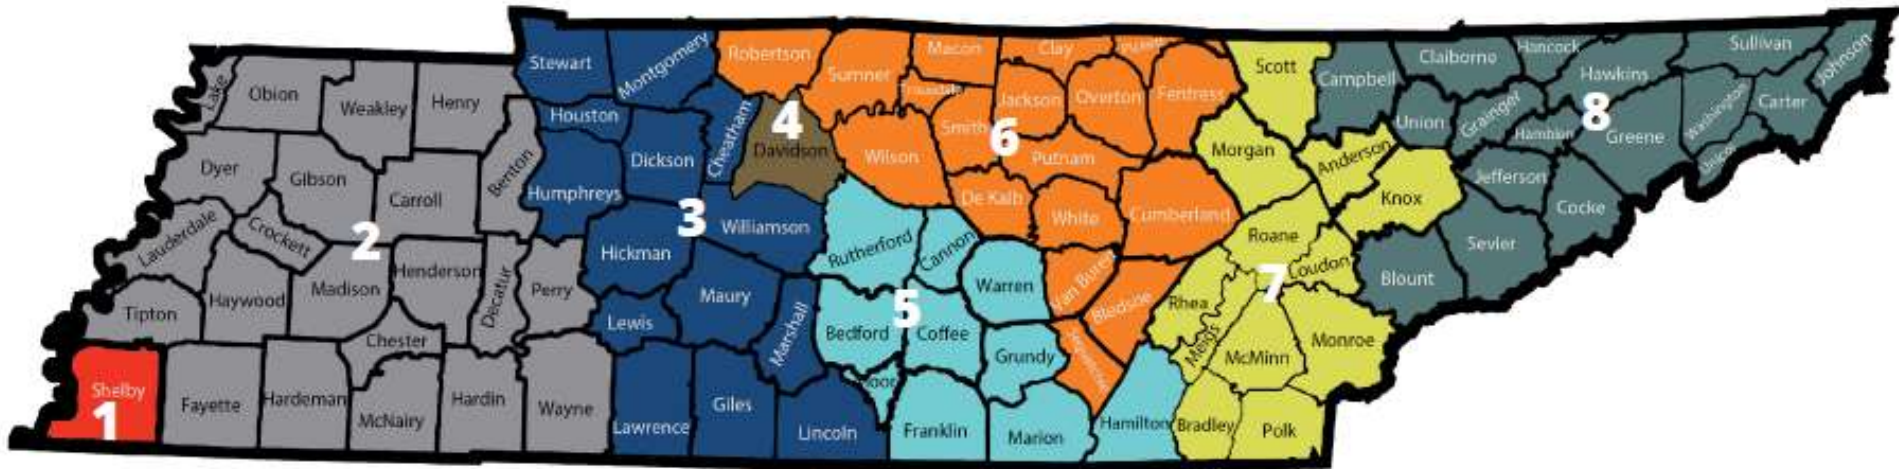 Lake
Obion
Weakley
Henry
Dyer
Gibson
Carroll
Benton
Lauderdale
Crockett
2
Haywood
Madison
Henderson
Decatur
Perry
Tipton
Chester
Shelby
1
Fayette
Hardeman
McNairy
Hardin
Wayne
Stewart
Montgomery
Houston
Dickson
Cheatham
Humphreys
3
Williamson
Hickman
Maury
Lewis
Marshall
Lawrence
Giles
Lincoln
4
Davidson
Robertson
Sumner
Macon
Clay
Trousdale
Jackson
Overton
Fentress
Smith
6
Wilson
Putnam
De Kalb
White
Cumberland
Van Buren
Bledsoe
Rutherford
Cannon
Warren
5
Bedford
Coffee
Grundy
Franklin
Marion
Hamilton
Scott
Morgan
Anderson
Knox
Roane
Loudon
7
Rhea
Meigs
McMinn
Monroe
Bradley
Polk
Campbell
Claiborne
Hancock
Hawkins
Sullivan
Johnson
Union
Grainger
Hamblen
8
Greene
Washington
Carter
Unicoi
Jefferson
Cocke
Sevier
Blount